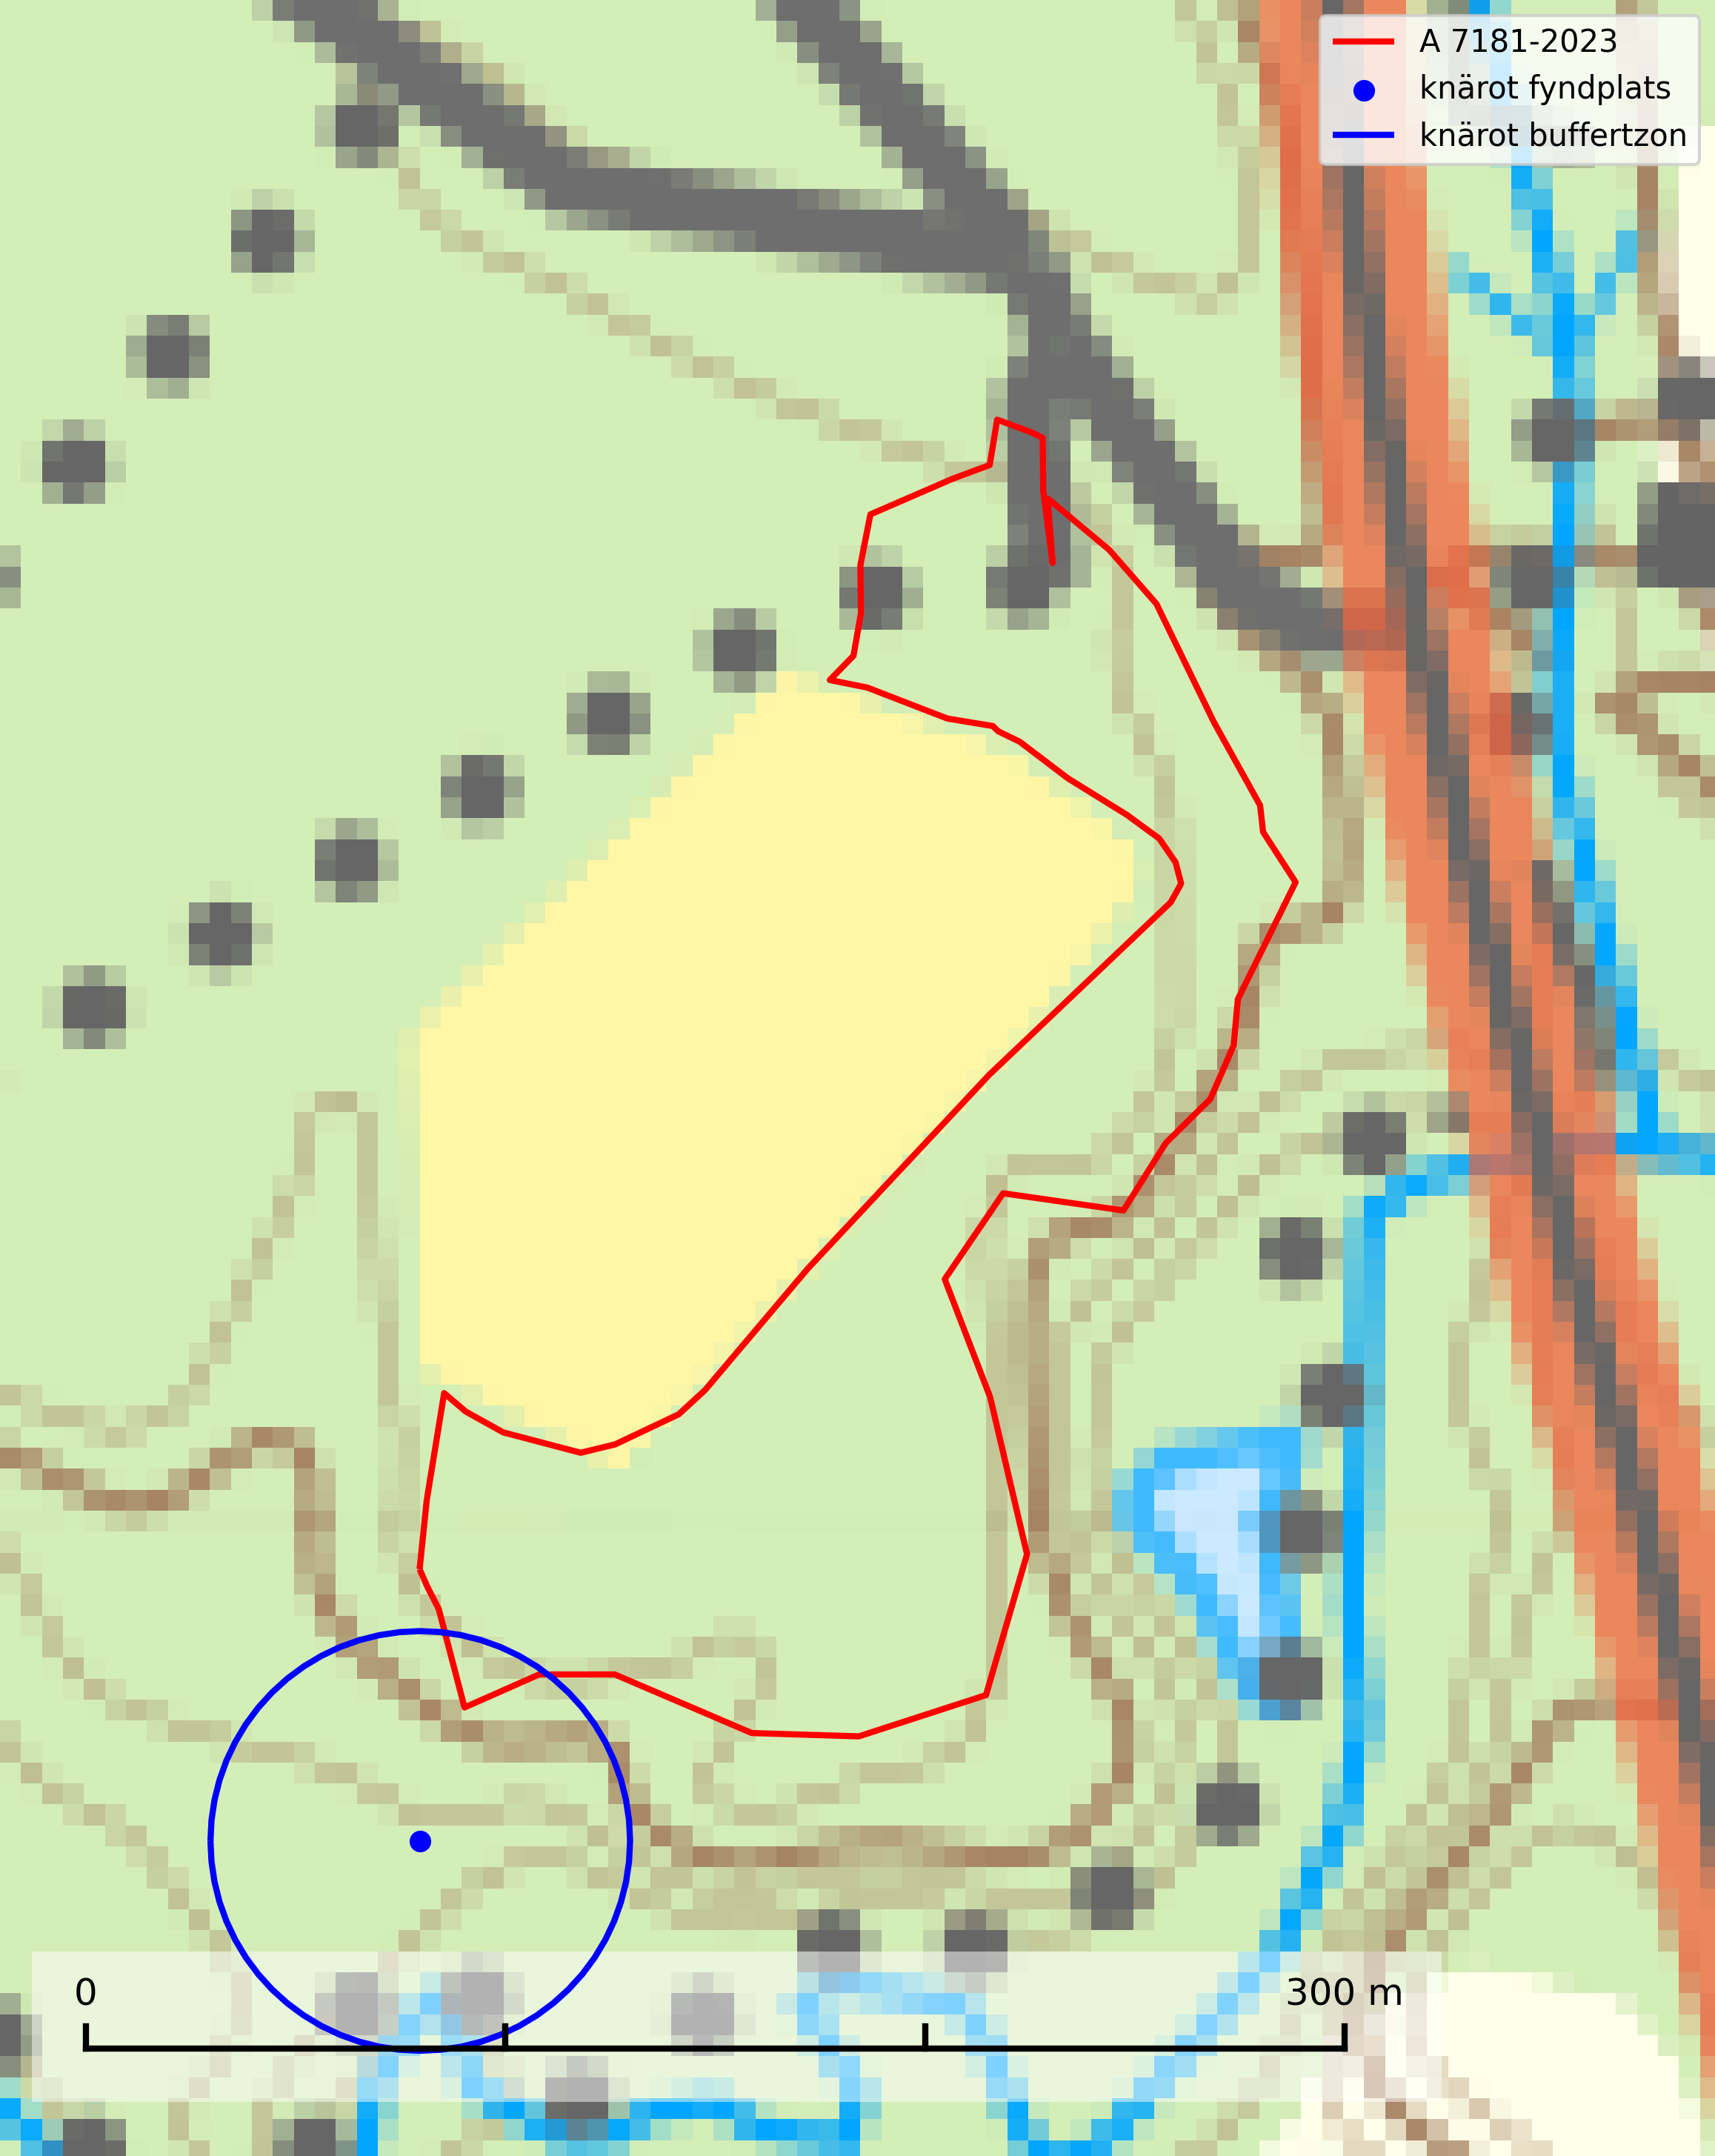 A 7181-2023
knärot fyndplats
knärot buffertzon
0
300 m